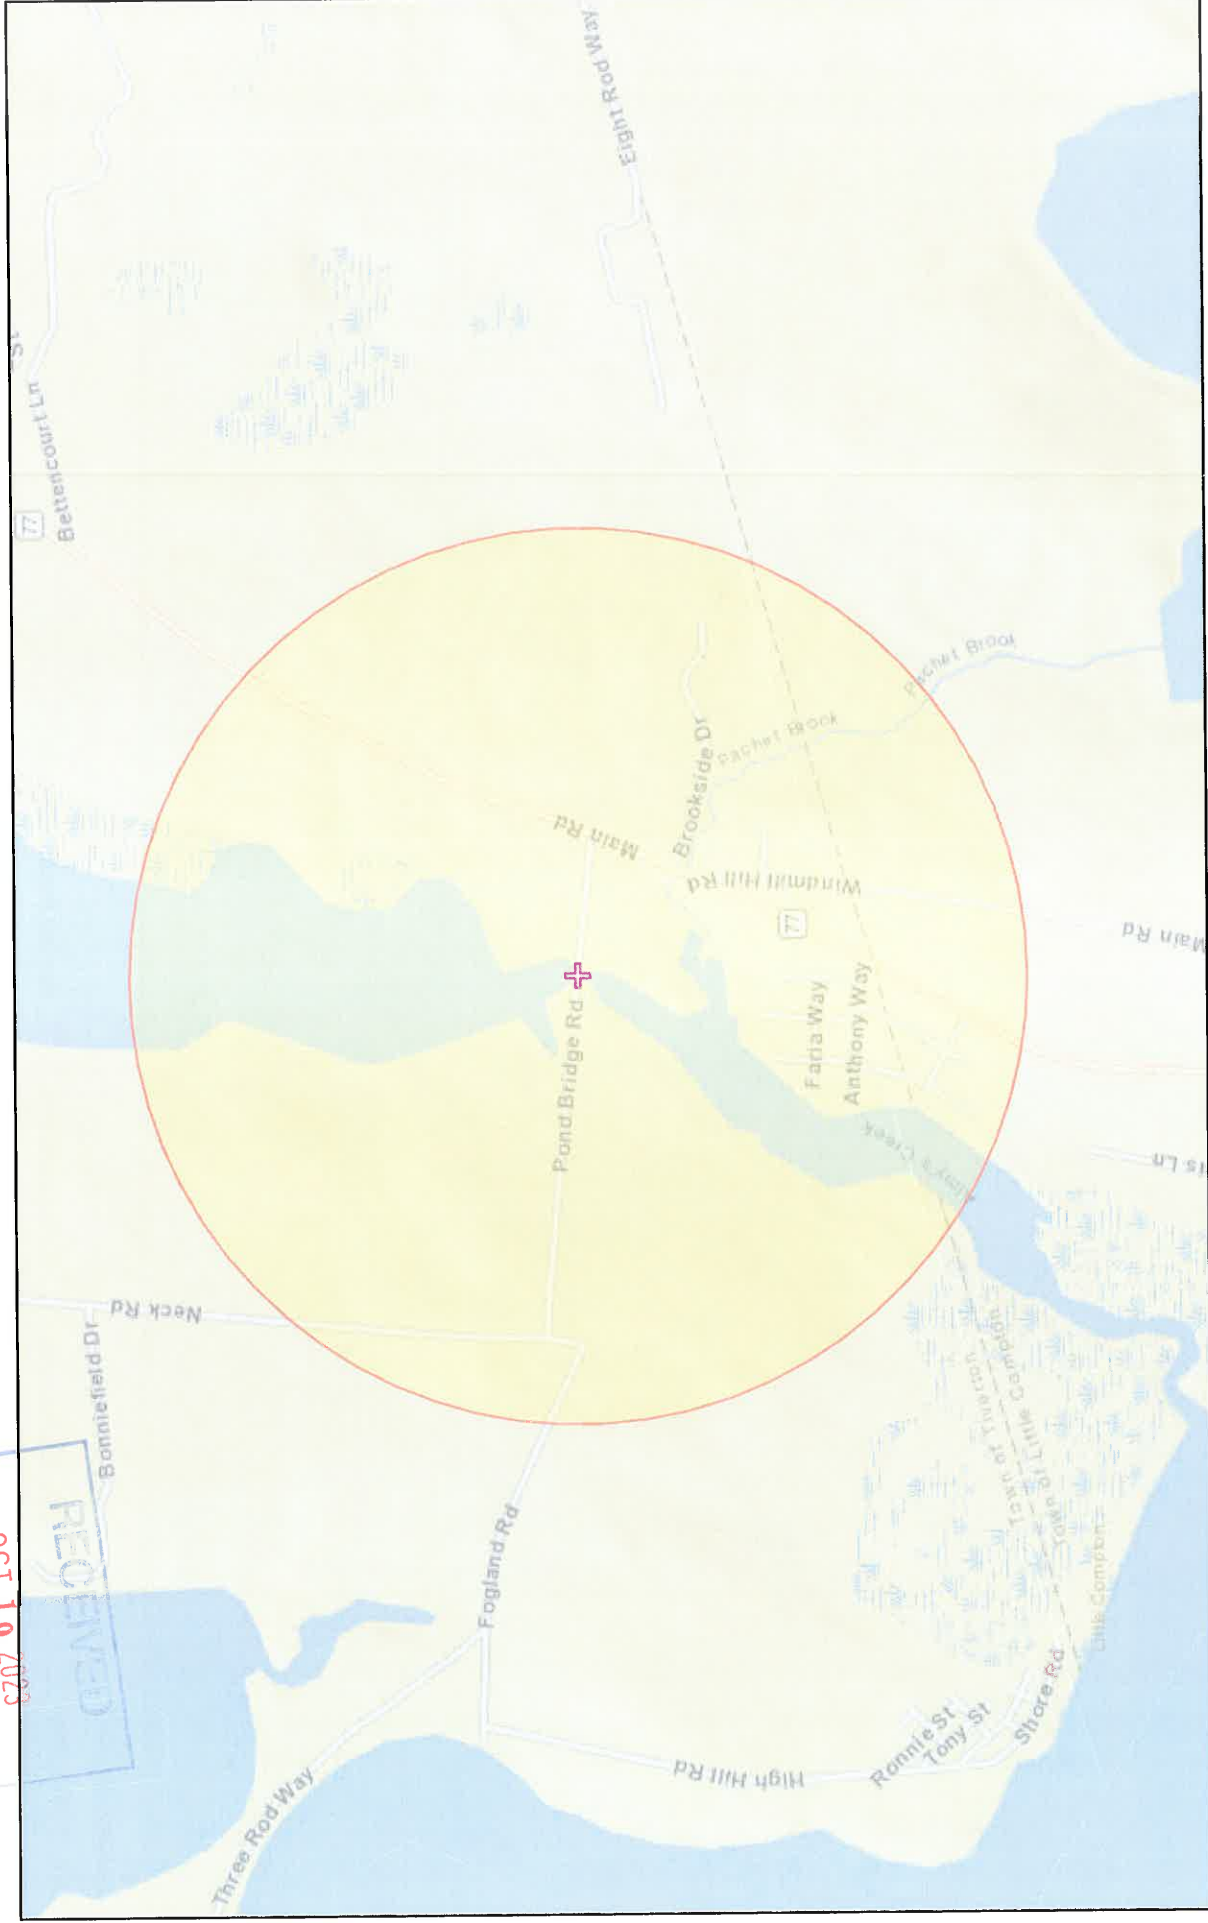 Eight Rod Way
St
Bettencourt Ln
77
Pachet Brook
Pachet Brook
Brookside Dr
Main Rd
Windmill Hill Rd
77
Main Rd
Faria Way
Anthony Way
Pond Bridge Rd
Almy's Creek
is Ln
Neck Rd
Bonniefield Dr
Town of Tiverton
Town of Little Compton
Little Compton
Fogland Rd
RECEIVED
OCT 10 2023
Shore Rd
Ronnie St
Tony St
High Hill Rd
Three Rod Way